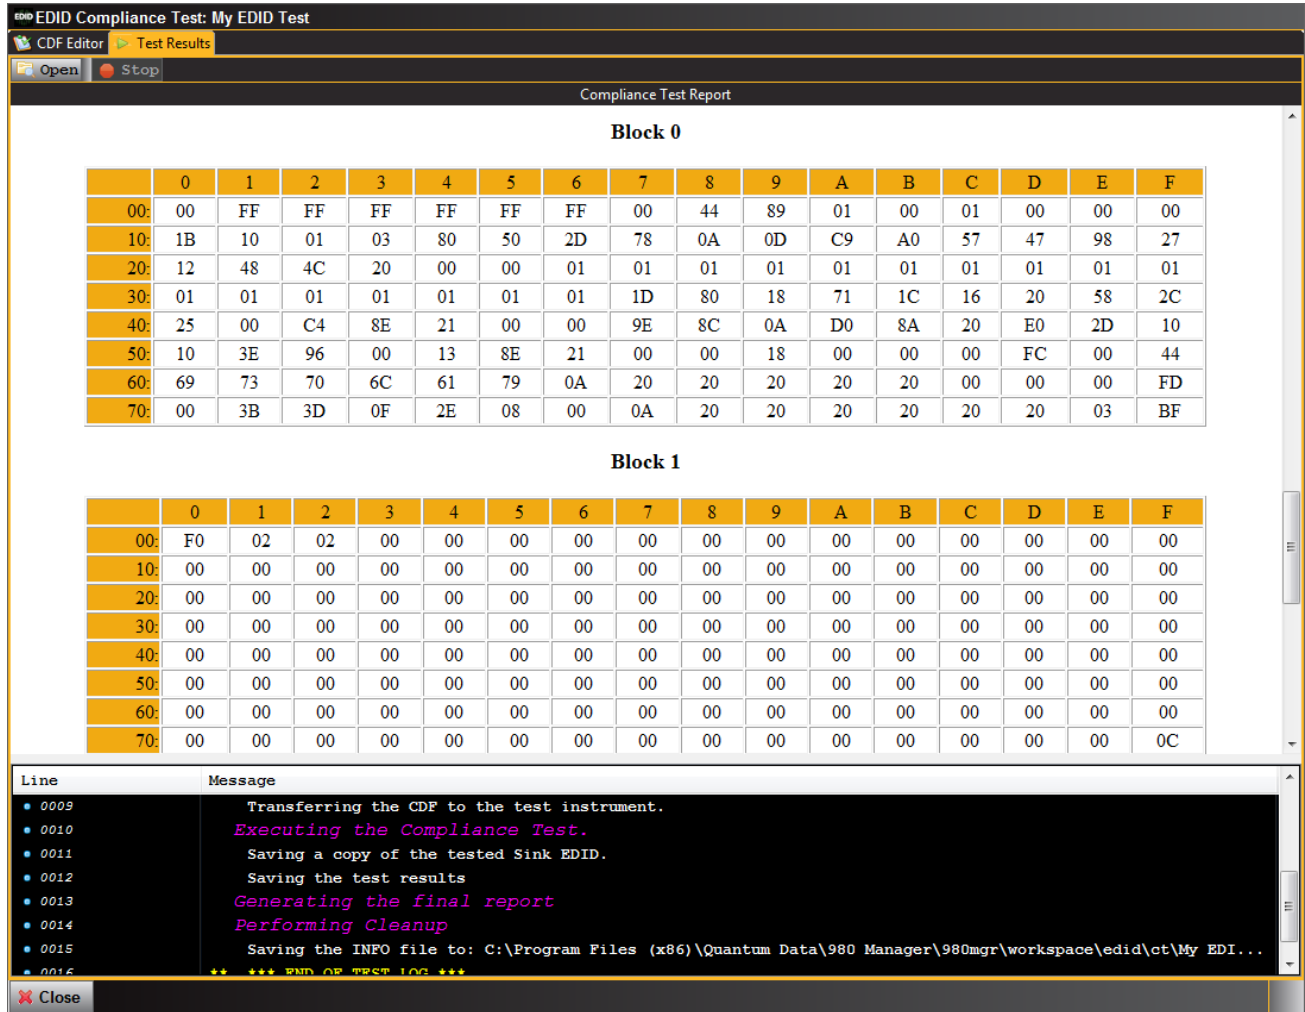 EDID EDID Compliance Test: My EDID Test
CDF Editor Test Results
Open Stop
Compliance Test Report
Block 0
0 1 2 3 4 5 6 7 8 9 A B C D E F
00: 00 FF FF FF FF FF FF 00 44 89 01 00 01 00 00 00
10: 1B 10 01 03 80 50 2D 78 0A 0D C9 A0 57 47 98 27
20: 12 48 4C 20 00 00 01 01 01 01 01 01 01 01 01 01
30: 01 01 01 01 01 01 01 1D 80 18 71 1C 16 20 58 2C
40: 25 00 C4 8E 21 00 00 9E 8C 0A D0 8A 20 E0 2D 10
50: 10 3E 96 00 13 8E 21 00 00 18 00 00 00 FC 00 44
60: 69 73 70 6C 61 79 0A 20 20 20 20 20 00 00 00 FD
70: 00 3B 3D 0F 2E 08 00 0A 20 20 20 20 20 20 03 BF
Block 1
0 1 2 3 4 5 6 7 8 9 A B C D E F
00: F0 02 02 00 00 00 00 00 00 00 00 00 00 00 00 00
10: 00 00 00 00 00 00 00 00 00 00 00 00 00 00 00 00
20: 00 00 00 00 00 00 00 00 00 00 00 00 00 00 00 00
30: 00 00 00 00 00 00 00 00 00 00 00 00 00 00 00 00
40: 00 00 00 00 00 00 00 00 00 00 00 00 00 00 00 00
50: 00 00 00 00 00 00 00 00 00 00 00 00 00 00 00 00
60: 00 00 00 00 00 00 00 00 00 00 00 00 00 00 00 00
70: 00 00 00 00 00 00 00 00 00 00 00 00 00 00 00 0C
Line Message
0009 Transferring the CDF to the test instrument.
0010 Executing the Compliance Test.
0011 Saving a copy of the tested Sink EDID.
0012 Saving the test results
0013 Generating the final report
0014 Performing Cleanup
0015 Saving the INFO file to: C:\Program Files (x86)\Quantum Data\980 Manager\980mgr\workspace\edid\ct\My EDI...
0016 ** *** END OF TEST LOG ***
Close